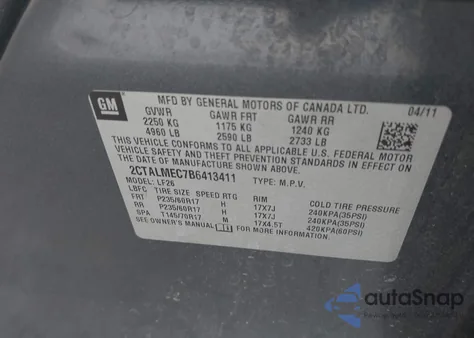 GM
MFD BY GENERAL MOTORS OF CANADA LTD. 04/11
GVWR GAWR FRT GAWR RR
2250 KG 1175 KG 1240 KG
4960 LB 2590 LB 2733 LB
THIS VEHICLE CONFORMS TO ALL APPLICABLE U.S. FEDERAL MOTOR
VEHICLE SAFETY STANDARDS IN EFFECT ON THE DATE OF
MANUFACTURE SHOWN ABOVE.
2CTALMEC7B6413411 TYPE: M.P.V.
MODEL: LF26
LBFC TIRE SIZE SPEED RTG RIM COLD TIRE PRESSURE
FRT P235/60R17 H 17X7J 240KPA(35PSI)
RR P235/60R17 H 17X7J 240KPA(35PSI)
SPA T145/70R17 M 17X4.5T 420KPA(60PSI)
SEE OWNER'S MANUAL FOR MORE INFORMATION.
autoSnap